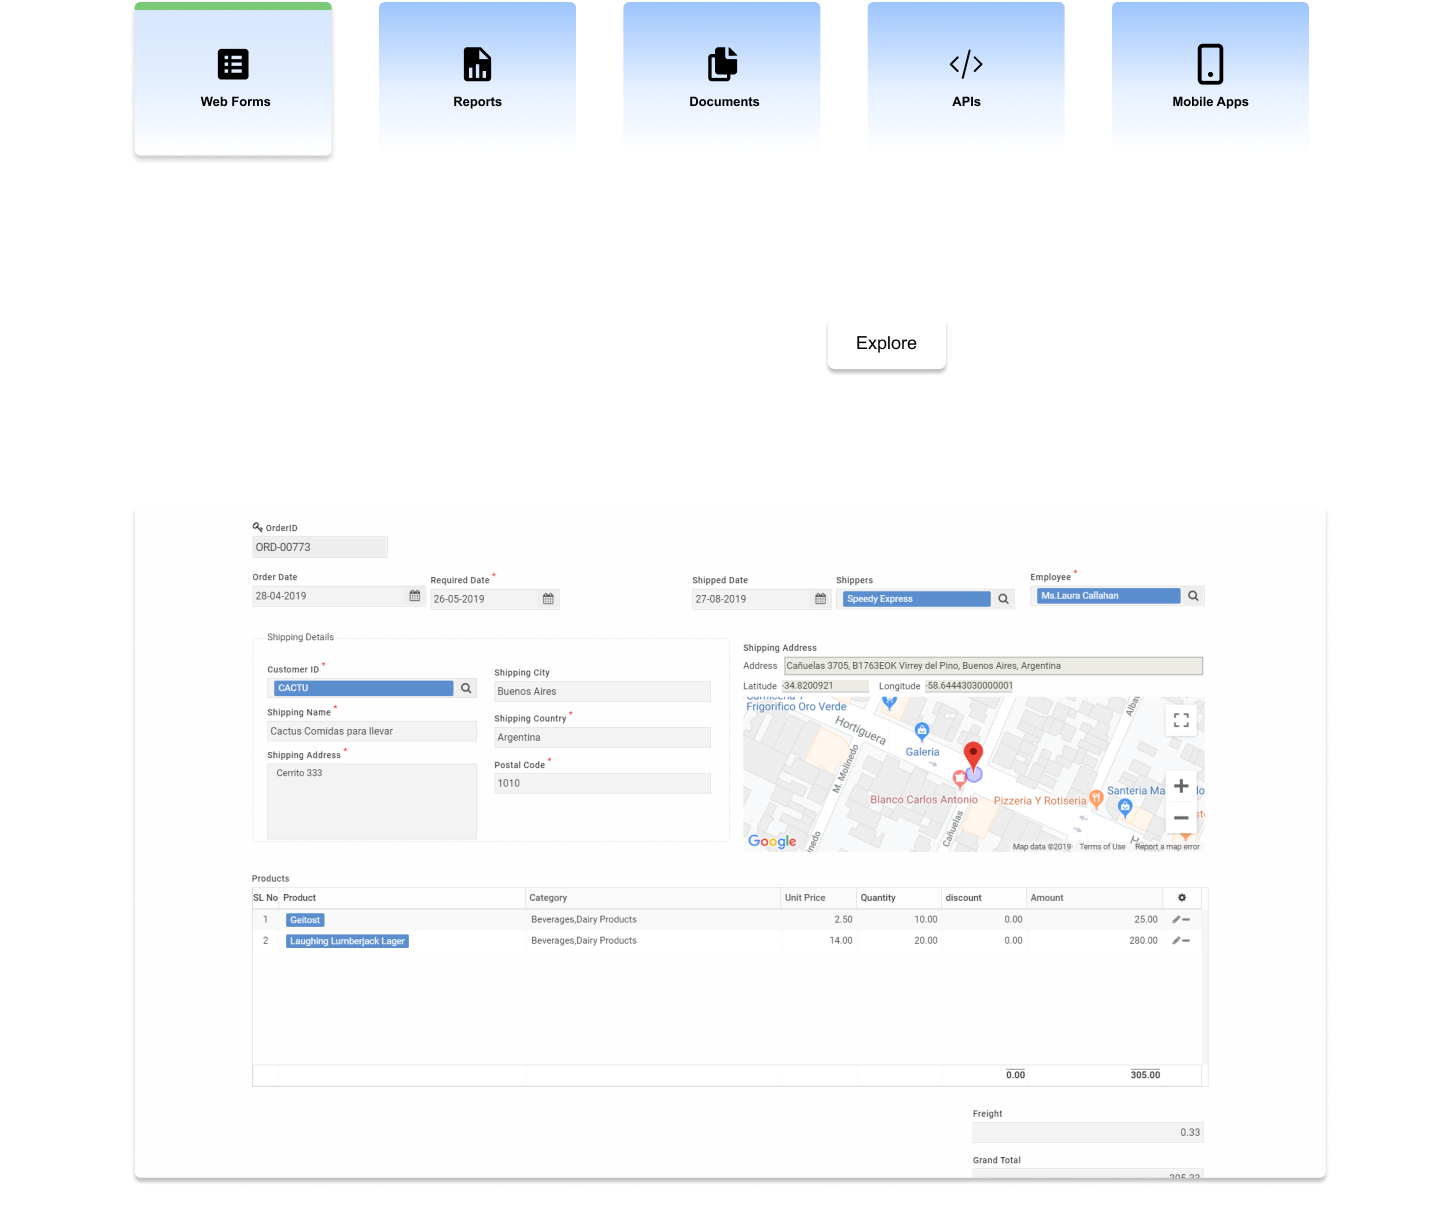 Web Forms
Reports
Documents
APIs
Mobile Apps
Explore
OrderID
ORD-00773
Order Date
Required Date *
Shipped Date
Shippers
Employee *
28-04-2019
26-05-2019
27-08-2019
Speedy Express
Ms.Laura Callahan
Shipping Details
Customer ID *
CACTU
Shipping City
Buenos Aires
Shipping Name *
Cactus Comidas para llevar
Shipping Country *
Argentina
Shipping Address *
Cerrito 333
Postal Code *
1010
Shipping Address
Address Cañuelas 3705, B1763EOK Virrey del Pino, Buenos Aires, Argentina
Latitude -34.8200921 Longitude -58.64443030000001
Frigorifico Oro Verde
Hortiguera
Galeria
M. Molinedo
Blanco Carlos Antonio
Pizzeria Y Rotiseria
Santeria
Cañuelas
Google
Map data ©2019 Terms of Use Report a map error
Products
SL No Product Category Unit Price Quantity discount Amount
1 Geitost Beverages,Dairy Products 2.50 10.00 0.00 25.00
2 Laughing Lumberjack Lager Beverages,Dairy Products 14.00 20.00 0.00 280.00
0.00 305.00
Freight
0.33
Grand Total
305.33